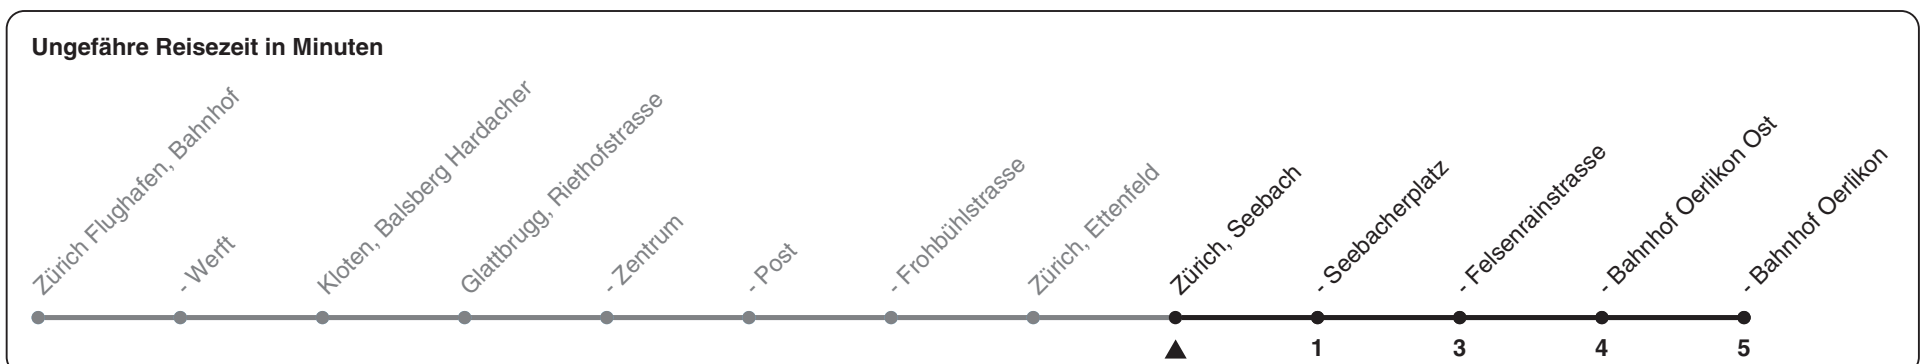 Ungefähre Reisezeit in Minuten
Zürich Flughafen, Bahnhof
- Werft
Kloten, Balsberg Hardacher
Glattbrugg, Riethofstrasse
- Zentrum
- Post
- Frohbühlstrasse
Zürich, Ettenfeld
Zürich, Seebach
- Seebacherplatz
- Felsenrainstrasse
- Bahnhof Oerlikon Ost
- Bahnhof Oerlikon
1 3 4 5